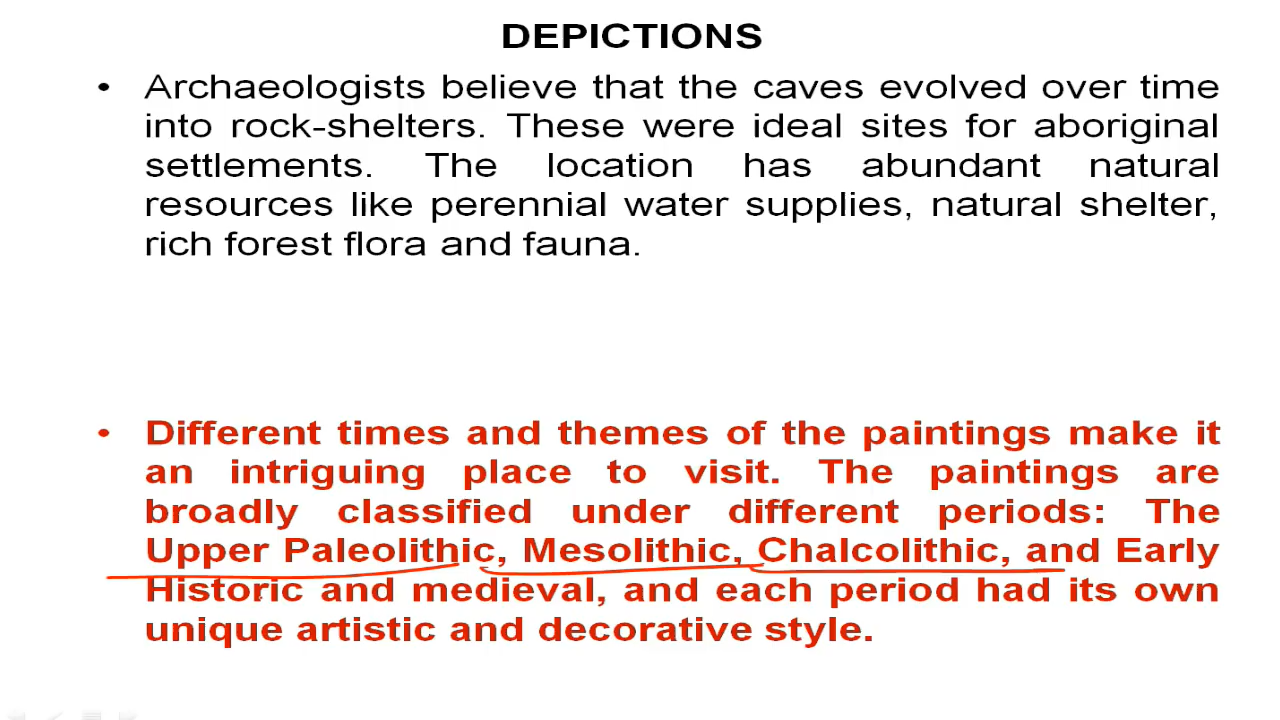 DEPICTIONS
• Archaeologists believe that the caves evolved over time
into rock-shelters. These were ideal sites for aboriginal
settlements. The location has abundant natural
resources like perennial water supplies, natural shelter,
rich forest flora and fauna.
• Different times and themes of the paintings make it
an intriguing place to visit. The paintings are
broadly classified under different periods: The
Upper Paleolithic, Mesolithic, Chalcolithic, and Early
Historic and medieval, and each period had its own
unique artistic and decorative style.